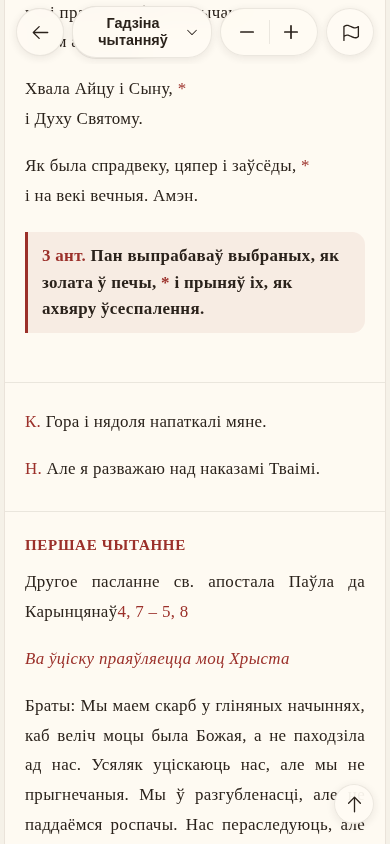 Гадзіна
чытанняў
Хвала Айцу і Сыну, *
і Духу Святому.
Як была спрадвеку, цяпер і заўсёды, *
і на векі вечныя. Амэн.
3 ант. Пан выпрабаваў выбраных, як
золата ў печы, * і прыняў іх, як
ахвяру ўсеспалення.
К. Гора і нядоля напаткалі мяне.
Н. Але я разважаю над наказамі Тваімі.
ПЕРШАЕ ЧЫТАННЕ
Другое пасланне св. апостала Паўла да
Карынцянаў4, 7 – 5, 8
Ва ўціску праяўляецца моц Хрыста
Браты: Мы маем скарб у гліняных начыннях,
каб веліч моцы была Божая, а не паходзіла
ад нас. Усяляк уціскаюць нас, але мы не
прыгнечаныя. Мы ў разгубленасці, але
паддаёмся роспачы. Нас пераследуюць, але